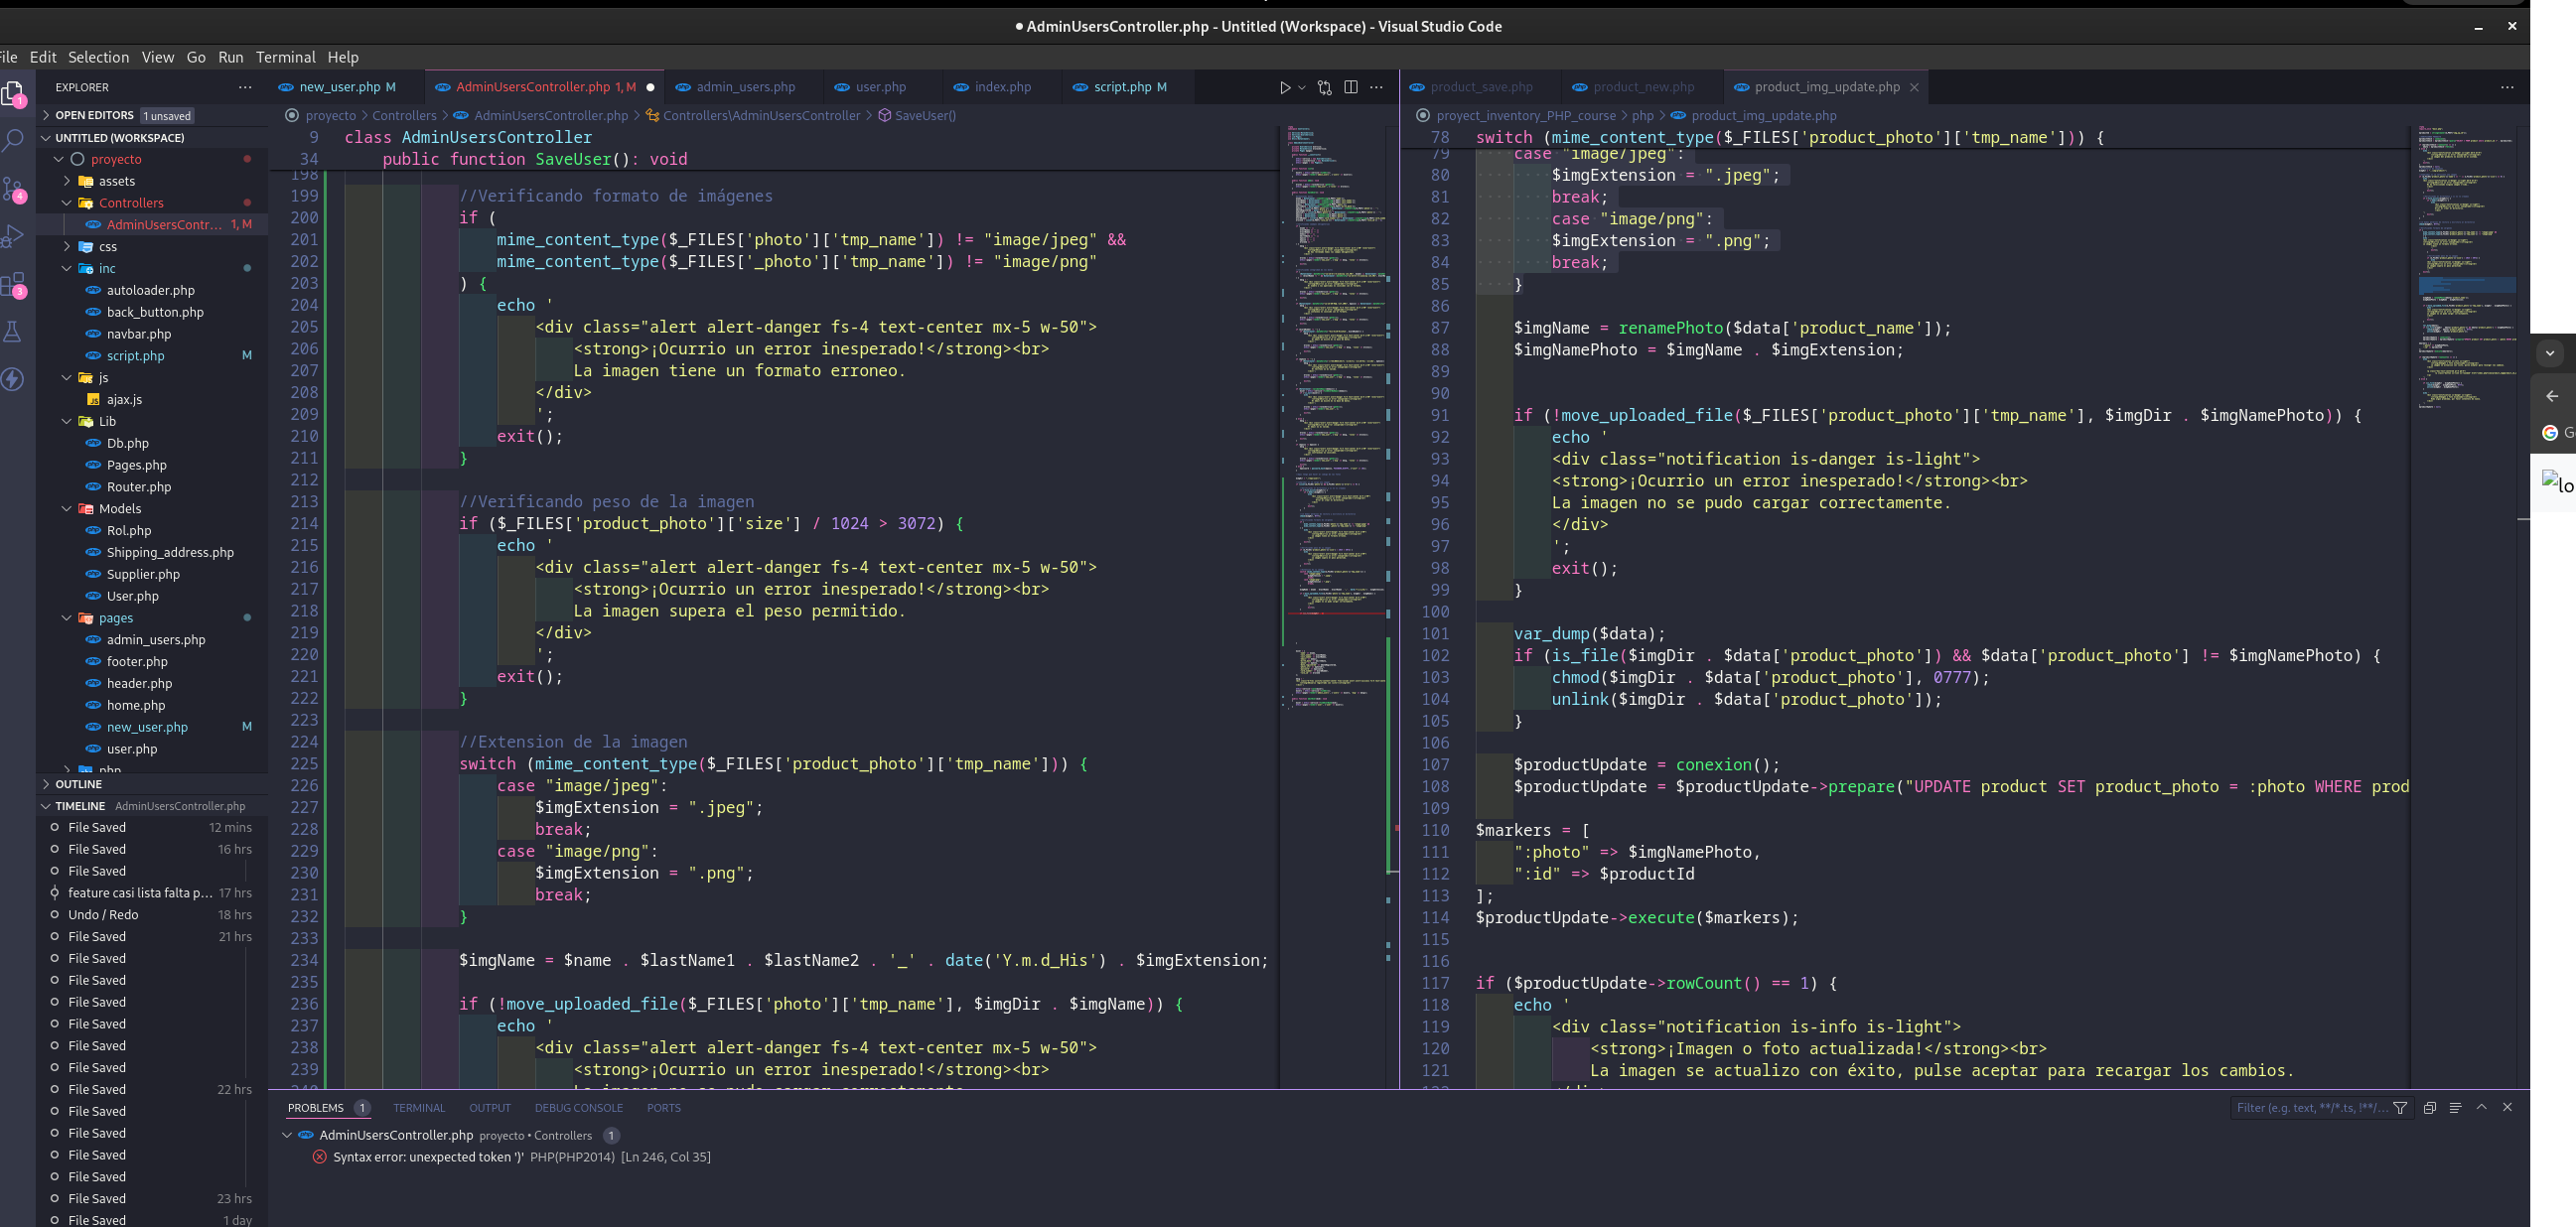 ● AdminUsersController.php - Untitled (Workspace) - Visual Studio Code
File Edit Selection View Go Run Terminal Help
EXPLORER
OPEN EDITORS 1 unsaved
UNTITLED (WORKSPACE)
proyecto
assets
Controllers
AdminUsersContr... 1, M
css
inc
autoloader.php
back_button.php
navbar.php
script.php M
js
ajax.js
Lib
Db.php
Pages.php
Router.php
Models
Rol.php
Shipping_address.php
Supplier.php
User.php
pages
admin_users.php
footer.php
header.php
home.php
new_user.php M
user.php
php
OUTLINE
TIMELINE AdminUsersController.php
File Saved 12 mins
File Saved 16 hrs
File Saved
feature casi lista falta p... 17 hrs
Undo / Redo 18 hrs
File Saved 21 hrs
File Saved
File Saved
File Saved
File Saved
File Saved
File Saved
File Saved 22 hrs
File Saved
File Saved
File Saved
File Saved
File Saved 23 hrs
File Saved 1 day
1
4
3
new_user.php M AdminUsersController.php 1, M admin_users.php user.php index.php script.php M
proyecto > Controllers > AdminUsersController.php > Controllers\AdminUsersController > SaveUser()
9 class AdminUsersController
34 public function SaveUser(): void
198
199 //Verificando formato de imágenes
200 if (
201 mime_content_type($_FILES['photo']['tmp_name']) != "image/jpeg" &&
202 mime_content_type($_FILES['_photo']['tmp_name']) != "image/png"
203 ) {
204 echo '
205 <div class="alert alert-danger fs-4 text-center mx-5 w-50">
206 <strong>¡Ocurrio un error inesperado!</strong><br>
207 La imagen tiene un formato erroneo.
208 </div>
209 ';
210 exit();
211 }
212
213 //Verificando peso de la imagen
214 if ($_FILES['product_photo']['size'] / 1024 > 3072) {
215 echo '
216 <div class="alert alert-danger fs-4 text-center mx-5 w-50">
217 <strong>¡Ocurrio un error inesperado!</strong><br>
218 La imagen supera el peso permitido.
219 </div>
220 ';
221 exit();
222 }
223
224 //Extension de la imagen
225 switch (mime_content_type($_FILES['product_photo']['tmp_name'])) {
226 case "image/jpeg":
227 $imgExtension = ".jpeg";
228 break;
229 case "image/png":
230 $imgExtension = ".png";
231 break;
232 }
233
234 $imgName = $name . $lastName1 . $lastName2 . '_' . date('Y.m.d_His') . $imgExtension;
235
236 if (!move_uploaded_file($_FILES['photo']['tmp_name'], $imgDir . $imgName)) {
237 echo '
238 <div class="alert alert-danger fs-4 text-center mx-5 w-50">
239 <strong>¡Ocurrio un error inesperado!</strong><br>
product_save.php product_new.php product_img_update.php
proyect_inventory_PHP_course > php > product_img_update.php
78 switch (mime_content_type($_FILES['product_photo']['tmp_name'])) {
79 case "image/jpeg":
80 $imgExtension = ".jpeg";
81 break;
82 case "image/png":
83 $imgExtension = ".png";
84 break;
85 }
86
87 $imgName = renamePhoto($data['product_name']);
88 $imgNamePhoto = $imgName . $imgExtension;
89
90
91 if (!move_uploaded_file($_FILES['product_photo']['tmp_name'], $imgDir . $imgNamePhoto)) {
92 echo '
93 <div class="notification is-danger is-light">
94 <strong>¡Ocurrio un error inesperado!</strong><br>
95 La imagen no se pudo cargar correctamente.
96 </div>
97 ';
98 exit();
99 }
100
101 var_dump($data);
102 if (is_file($imgDir . $data['product_photo']) && $data['product_photo'] != $imgNamePhoto) {
103 chmod($imgDir . $data['product_photo'], 0777);
104 unlink($imgDir . $data['product_photo']);
105 }
106
107 $productUpdate = conexion();
108 $productUpdate = $productUpdate->prepare("UPDATE product SET product_photo = :photo WHERE prod
109
110 $markers = [
111 ":photo" => $imgNamePhoto,
112 ":id" => $productId
113 ];
114 $productUpdate->execute($markers);
115
116
117 if ($productUpdate->rowCount() == 1) {
118 echo '
119 <div class="notification is-info is-light">
120 <strong>¡Imagen o foto actualizada!</strong><br>
121 La imagen se actualizo con éxito, pulse aceptar para recargar los cambios.
PROBLEMS 1 TERMINAL OUTPUT DEBUG CONSOLE PORTS
Filter (e.g. text, **/*.ts, !**/...
AdminUsersController.php proyecto • Controllers 1
Syntax error: unexpected token ')' PHP(PHP2014) [Ln 246, Col 35]
G
lo